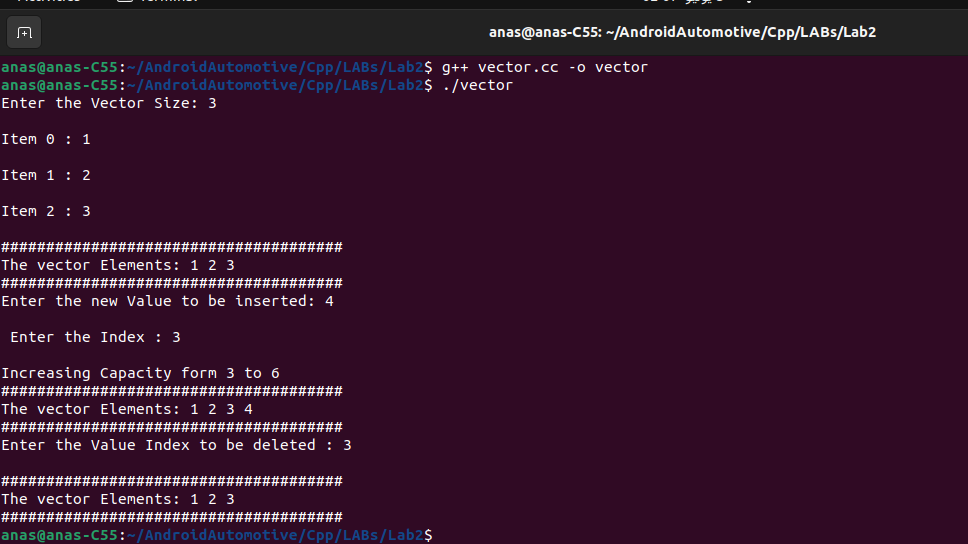 anas@anas-C55: ~/AndroidAutomotive/Cpp/LABs/Lab2
anas@anas-C55:~/AndroidAutomotive/Cpp/LABs/Lab2$ g++ vector.cc -o vector
anas@anas-C55:~/AndroidAutomotive/Cpp/LABs/Lab2$ ./vector
Enter the Vector Size: 3
Item 0 : 1
Item 1 : 2
Item 2 : 3
######################################
The vector Elements: 1 2 3
######################################
Enter the new Value to be inserted: 4
Enter the Index : 3
Increasing Capacity form 3 to 6
######################################
The vector Elements: 1 2 3 4
######################################
Enter the Value Index to be deleted : 3
######################################
The vector Elements: 1 2 3
######################################
anas@anas-C55:~/AndroidAutomotive/Cpp/LABs/Lab2$